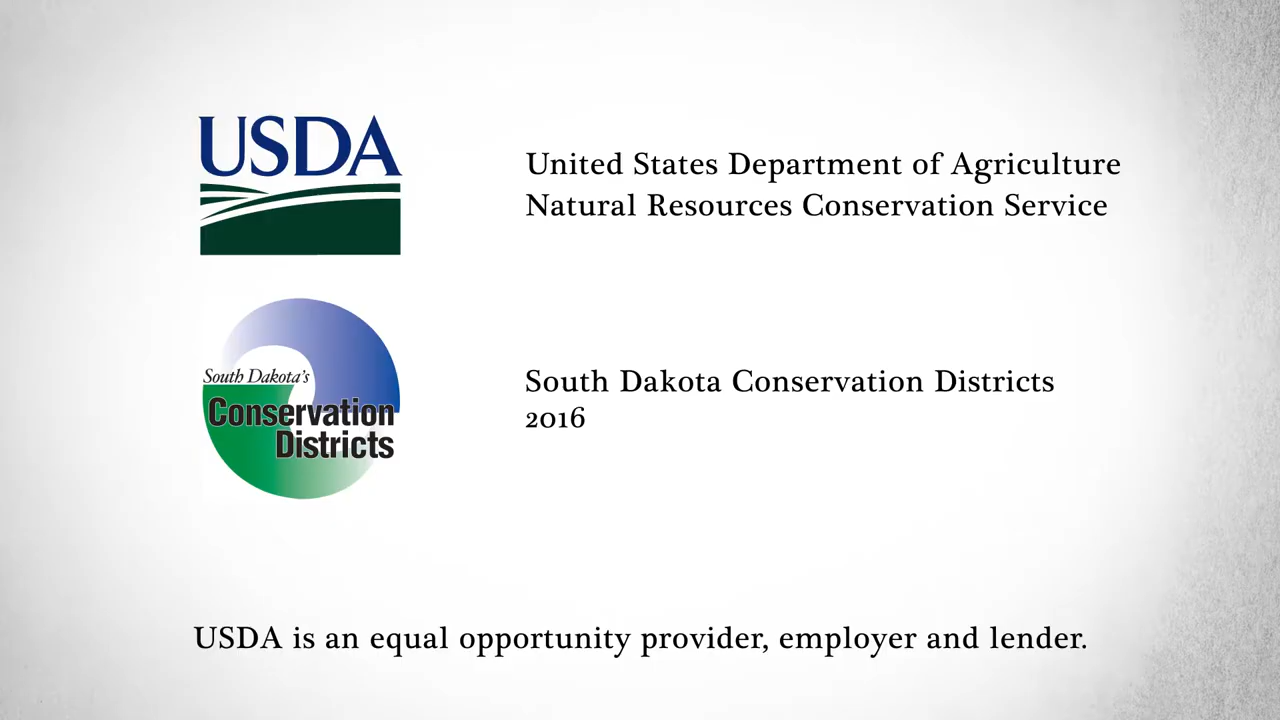 USDA
United States Department of Agriculture
Natural Resources Conservation Service
South Dakota's
Conservation
Districts
South Dakota Conservation Districts
2016
USDA is an equal opportunity provider, employer and lender.